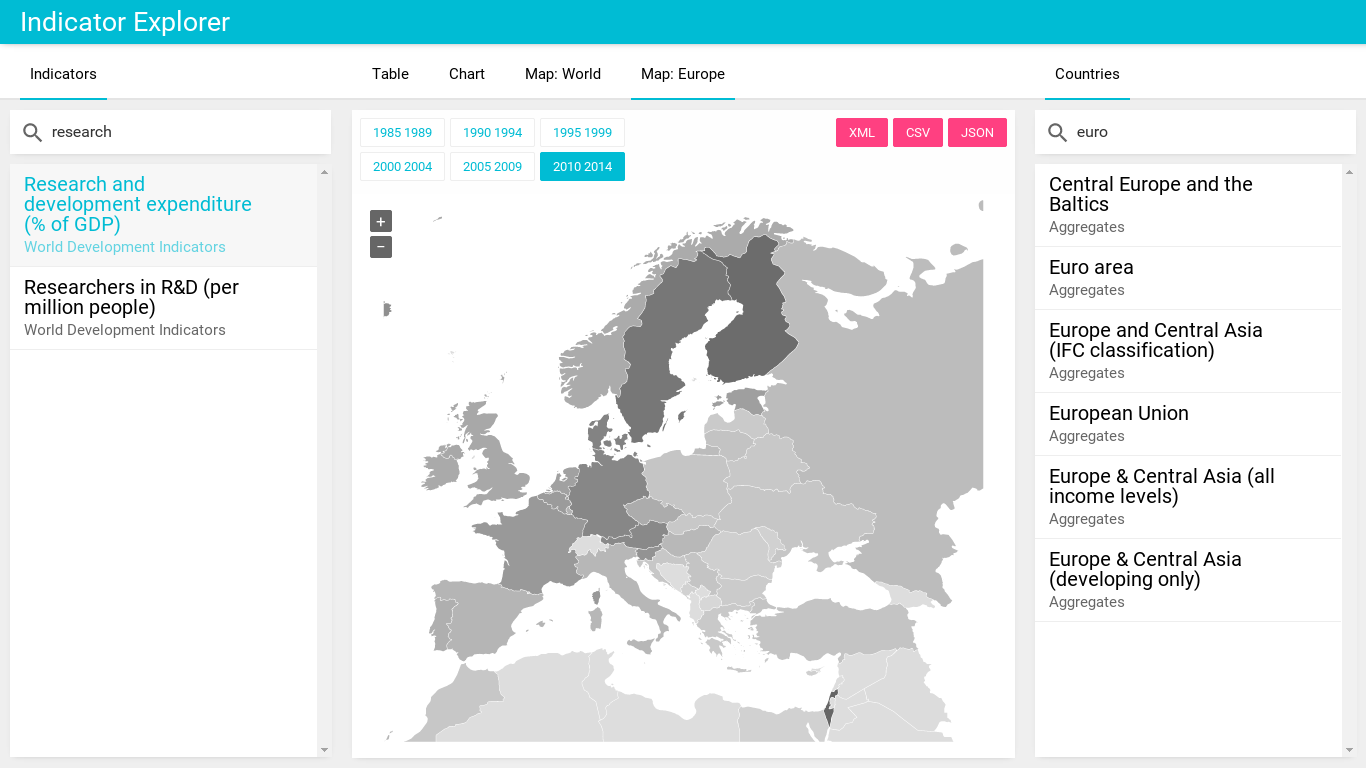 Indicator Explorer
Indicators
Table
Chart
Map: World
Map: Europe
Countries
research
Research and
development expenditure
(% of GDP)
World Development Indicators
Researchers in R&D (per
million people)
World Development Indicators
1985 1989
1990 1994
1995 1999
2000 2004
2005 2009
2010 2014
XML
CSV
JSON
+
−
euro
Central Europe and the
Baltics
Aggregates
Euro area
Aggregates
Europe and Central Asia
(IFC classification)
Aggregates
European Union
Aggregates
Europe & Central Asia (all
income levels)
Aggregates
Europe & Central Asia
(developing only)
Aggregates